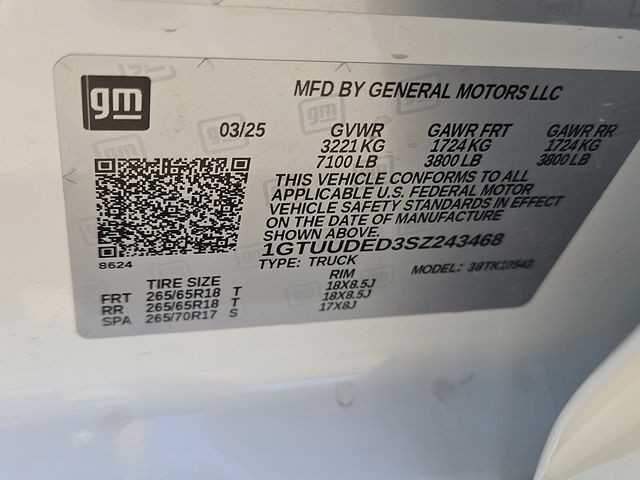 gm
MFD BY GENERAL MOTORS LLC
03/25 GVWR GAWR FRT GAWR RR
3221 KG 1724 KG 1724 KG
7100 LB 3800 LB 3800 LB
THIS VEHICLE CONFORMS TO ALL
APPLICABLE U.S. FEDERAL MOTOR
VEHICLE SAFETY STANDARDS IN EFFECT
ON THE DATE OF MANUFACTURE
SHOWN ABOVE.
1GTUUDED3SZ243468
8624
TYPE: TRUCK MODEL: 38TK10543
TIRE SIZE RIM
FRT 265/65R18 T 18X8.5J
RR 265/65R18 T 18X8.5J
SPA 265/70R17 S 17X8J